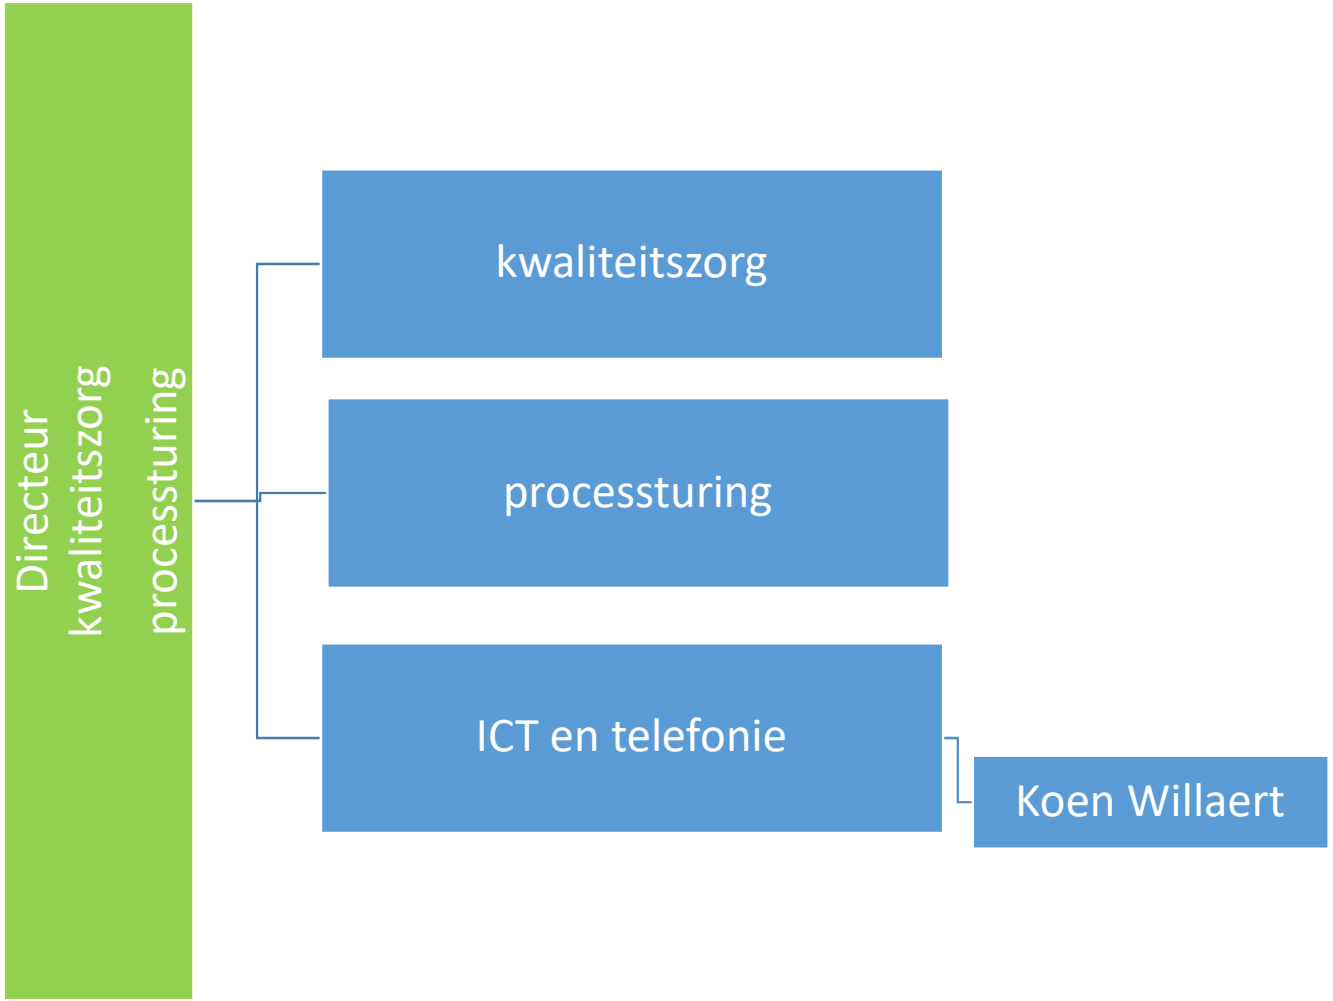 Directeur
kwaliteitszorg
processturing
kwaliteitszorg
processturing
ICT en telefonie
Koen Willaert